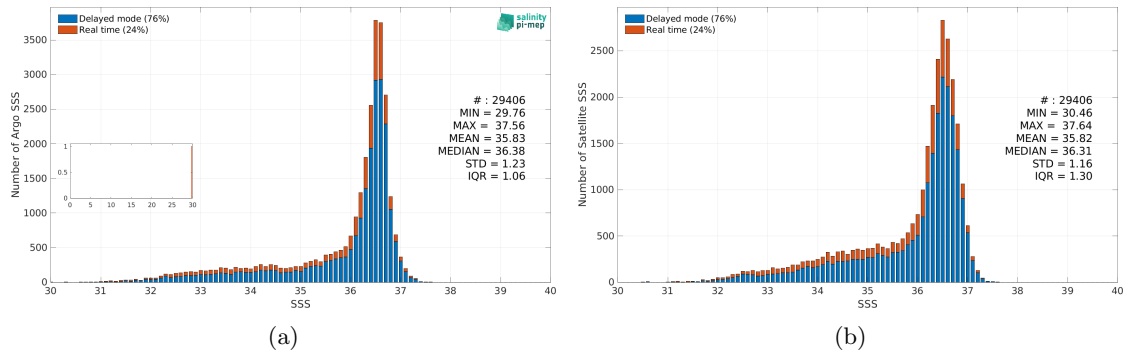 Delayed mode (76%)
Real time (24%)
salinity
pi-mep
Number of Argo SSS
3500
3000
2500
2000
1500
1000
500
0
# : 29406
MIN = 29.76
MAX = 37.56
MEAN = 35.83
MEDIAN = 36.38
STD = 1.23
IQR = 1.06
1
0.5
0
0 5 10 15 20 25 30
30 31 32 33 34 35 36 37 38 39 40
SSS
(a)
Delayed mode (76%)
Real time (24%)
Number of Satellite SSS
2500
2000
1500
1000
500
0
# : 29406
MIN = 30.46
MAX = 37.64
MEAN = 35.82
MEDIAN = 36.31
STD = 1.16
IQR = 1.30
30 31 32 33 34 35 36 37 38 39 40
SSS
(b)